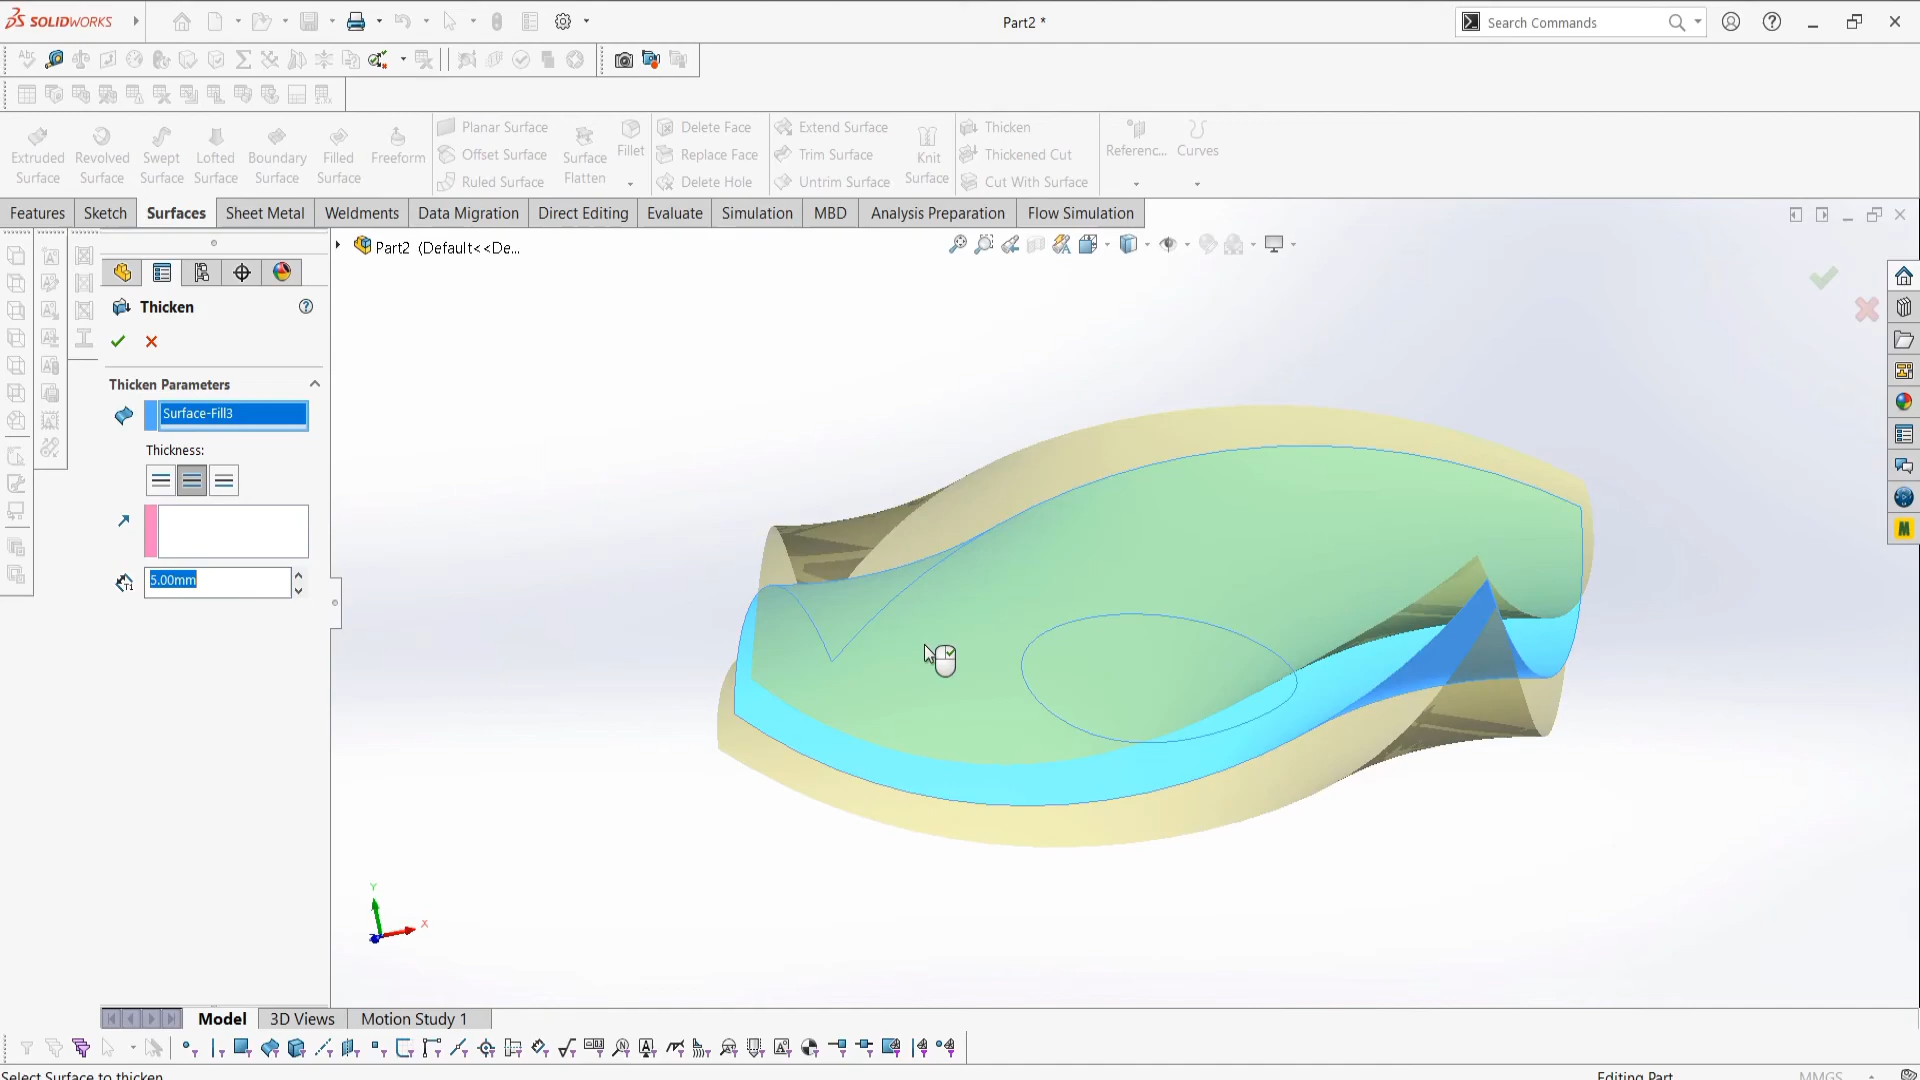 SOLIDWORKS
Part2 *
Search Commands
Extruded Surface
Revolved Surface
Swept Surface
Lofted Surface
Boundary Surface
Filled Surface
Freeform
Planar Surface
Offset Surface
Ruled Surface
Surface Flatten
Fillet
Delete Face
Replace Face
Delete Hole
Extend Surface
Trim Surface
Untrim Surface
Knit Surface
Thicken
Thickened Cut
Cut With Surface
Referenc...
Curves
Features
Sketch
Surfaces
Sheet Metal
Weldments
Data Migration
Direct Editing
Evaluate
Simulation
MBD
Analysis Preparation
Flow Simulation
Part2 (Default<<De...
Thicken
Thicken Parameters
Surface-Fill3
Thickness:
5.00mm
Y
X
M
Model
3D Views
Motion Study 1
Select Surface to thicken
Editing Part
MMGS